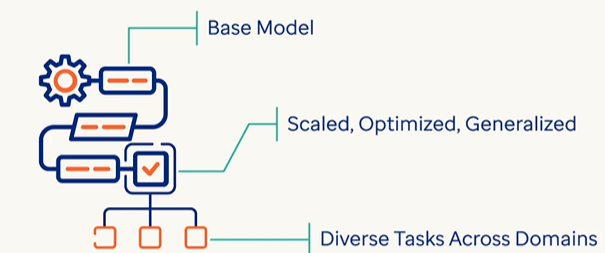 Base Model
Scaled, Optimized, Generalized
Diverse Tasks Across Domains